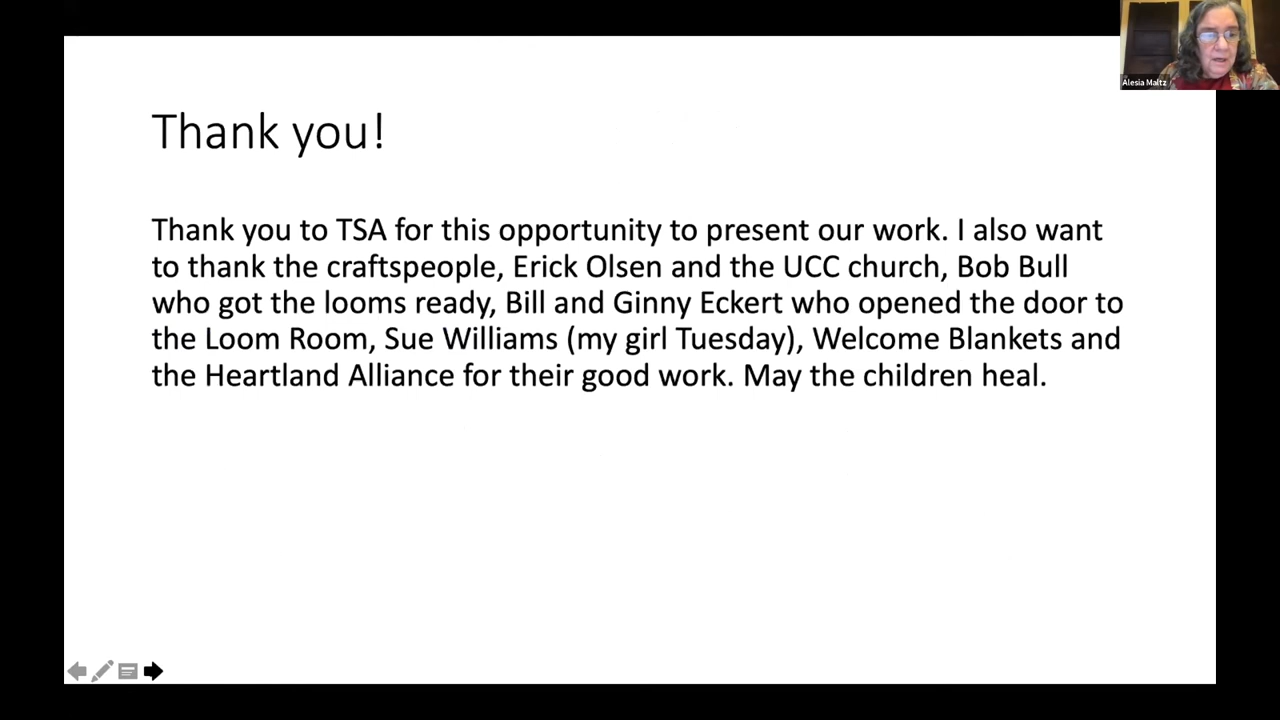 Alesia Maltz
Thank you!
Thank you to TSA for this opportunity to present our work. I also want
to thank the craftspeople, Erick Olsen and the UCC church, Bob Bull
who got the looms ready, Bill and Ginny Eckert who opened the door to
the Loom Room, Sue Williams (my girl Tuesday), Welcome Blankets and
the Heartland Alliance for their good work. May the children heal.